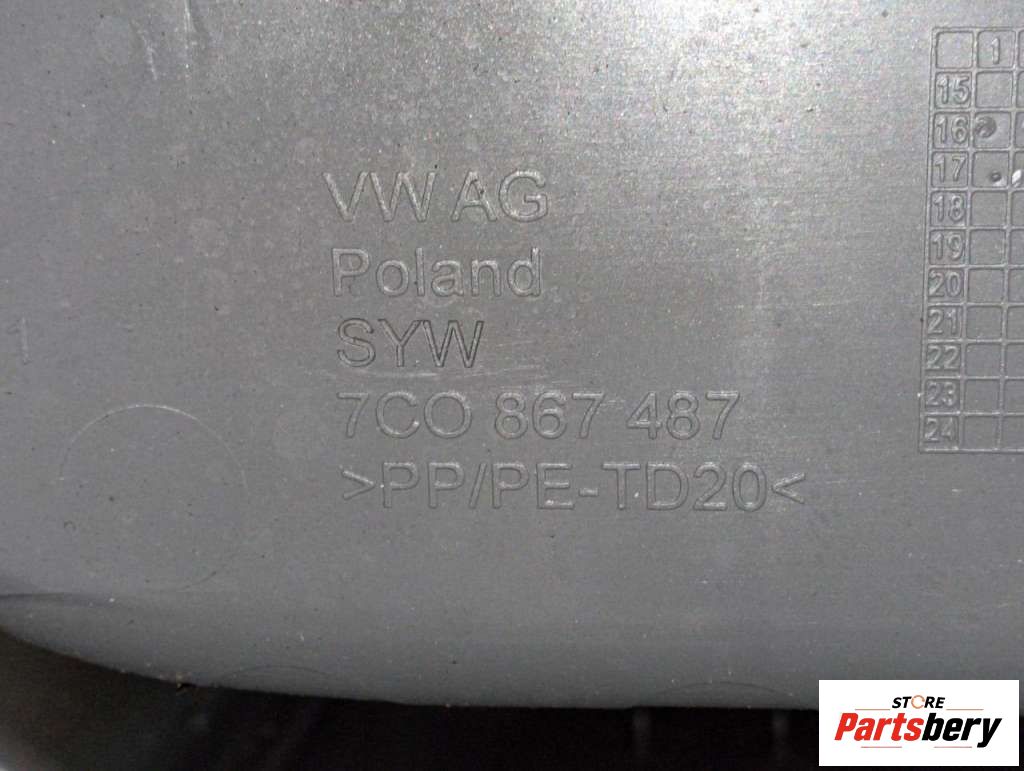 VW AG
Poland
SYW
7C0 867 487
>PP/PE-TD20<
1
15
16
17
18
19
20
21
22
23
24
STORE
Partsbery